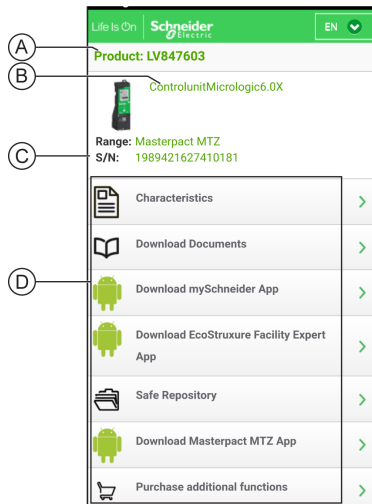 Life Is On Schneider Electric EN
A
Product: LV847603
B
ControlunitMicrologic6.0X
Range: Masterpact MTZ
C
S/N: 1989421627410181
Characteristics
Download Documents
D
Download mySchneider App
Download EcoStruxure Facility Expert
App
Safe Repository
Download Masterpact MTZ App
Purchase additional functions